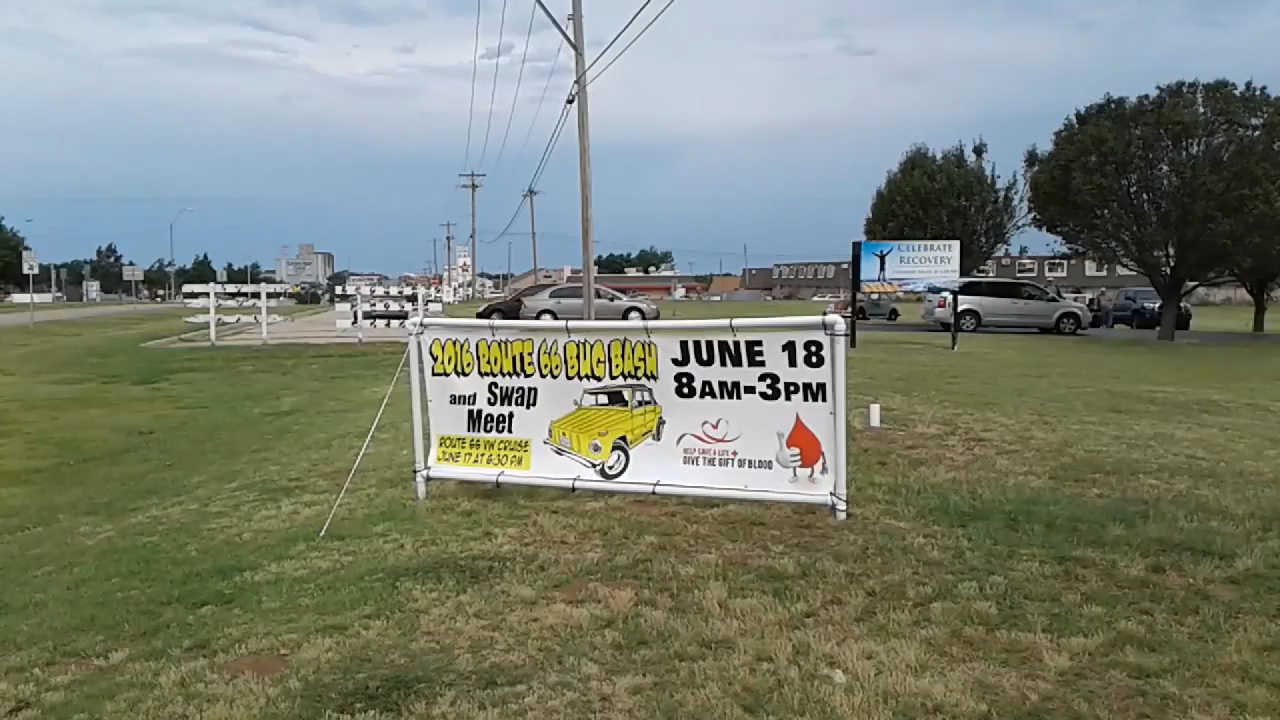 2016 ROUTE 66 BUG BASH
and Swap
Meet
ROUTE 66 VW CRUISE
JUNE 17 AT 6:30 PM
JUNE 18
8AM-3PM
HELP SAVE A LIFE
GIVE THE GIFT OF BLOOD
CELEBRATE
RECOVERY